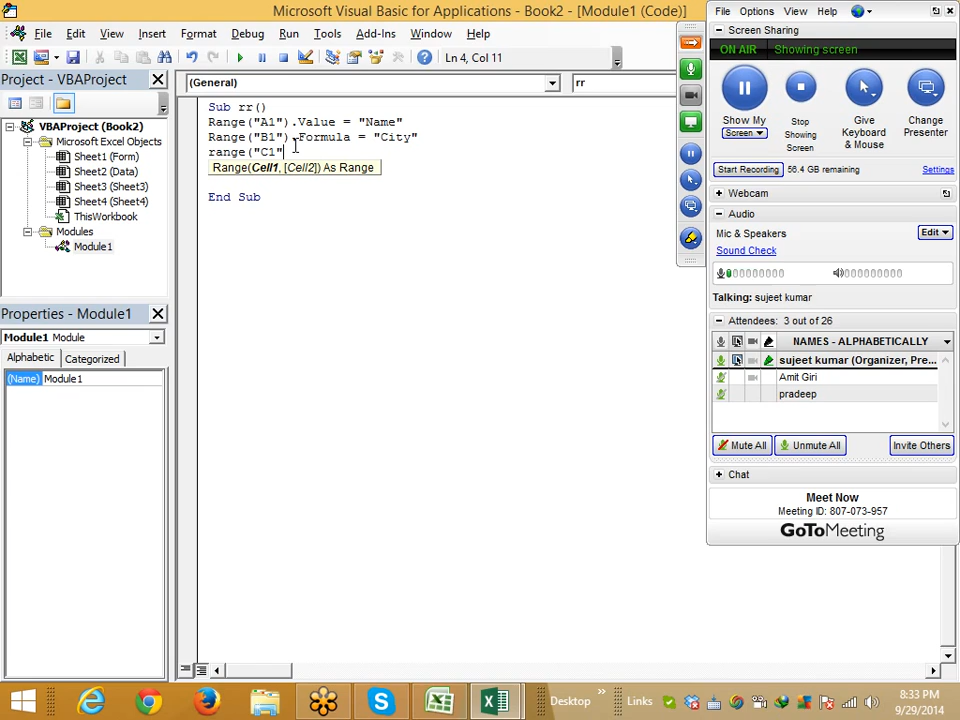 Microsoft Visual Basic for Applications - Book2 - [Module1 (Code)]
File Edit View Insert Format Debug Run Tools Add-Ins Window Help
Ln 4, Col 11
Project - VBAProject
(General)
rr
VBAProject (Book2)
Microsoft Excel Objects
Sheet1 (Form)
Sheet2 (Data)
Sheet3 (Sheet3)
Sheet4 (Sheet4)
ThisWorkbook
Modules
Module1
Sub rr()
Range("A1").Value = "Name"
Range("B1").Formula = "City"
range("C1"
Range(Cell1, [Cell2]) As Range
End Sub
Properties - Module1
Module1 Module
Alphabetic Categorized
(Name) Module1
File Options View Help
Screen Sharing
ON AIR Showing screen
Show My
Screen
Stop
Showing
Screen
Give
Keyboard
& Mouse
Change
Presenter
Start Recording 56.4 GB remaining Settings
Webcam
Audio
Mic & Speakers Edit
Sound Check
Talking: sujeet kumar
Attendees: 3 out of 26
NAMES - ALPHABETICALLY
sujeet kumar (Organizer, Pre...
Amit Giri
pradeep
Mute All Unmute All Invite Others
Chat
Meet Now
Meeting ID: 807-073-957
GoToMeeting
Desktop » Links
8:33 PM
9/29/2014